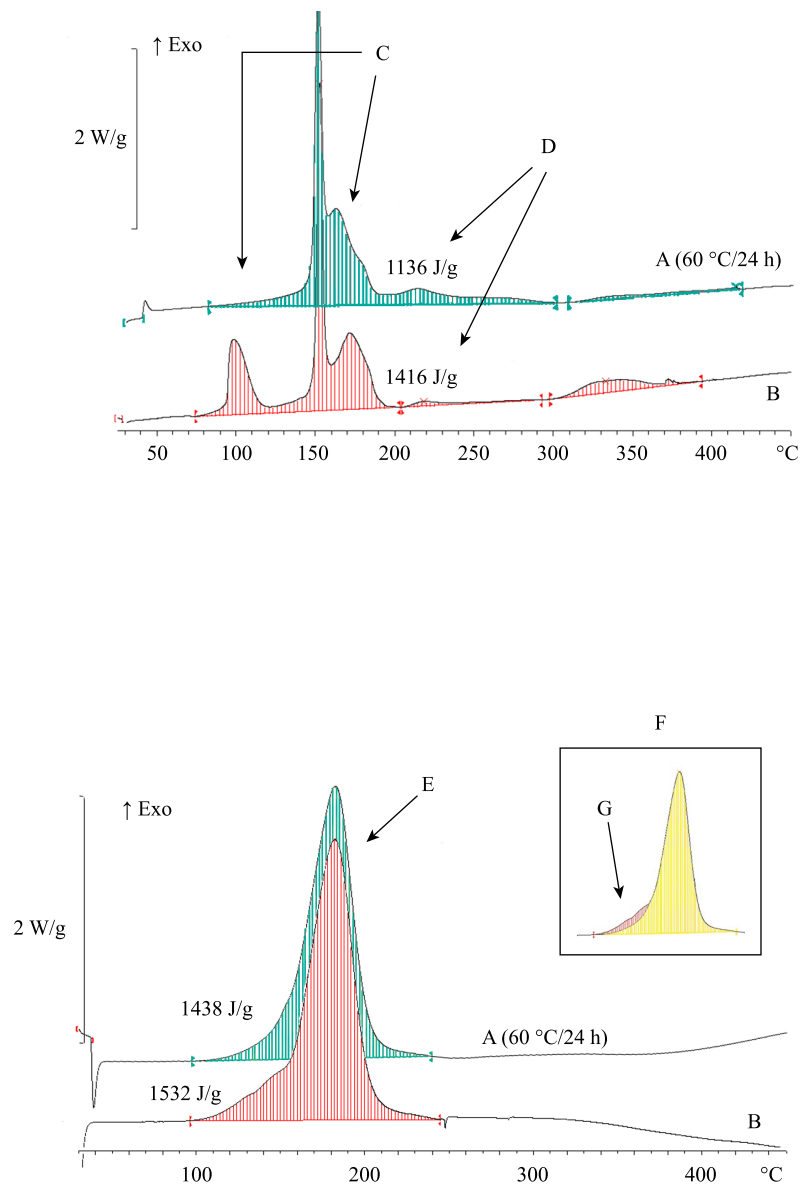 ↑ Exo
C
2 W/g
D
1136 J/g
A (60 °C/24 h)
1416 J/g
B
50 100 150 200 250 300 350 400 °C
F
↑ Exo
E
G
2 W/g
1438 J/g
A (60 °C/24 h)
1532 J/g
B
100 200 300 400 °C